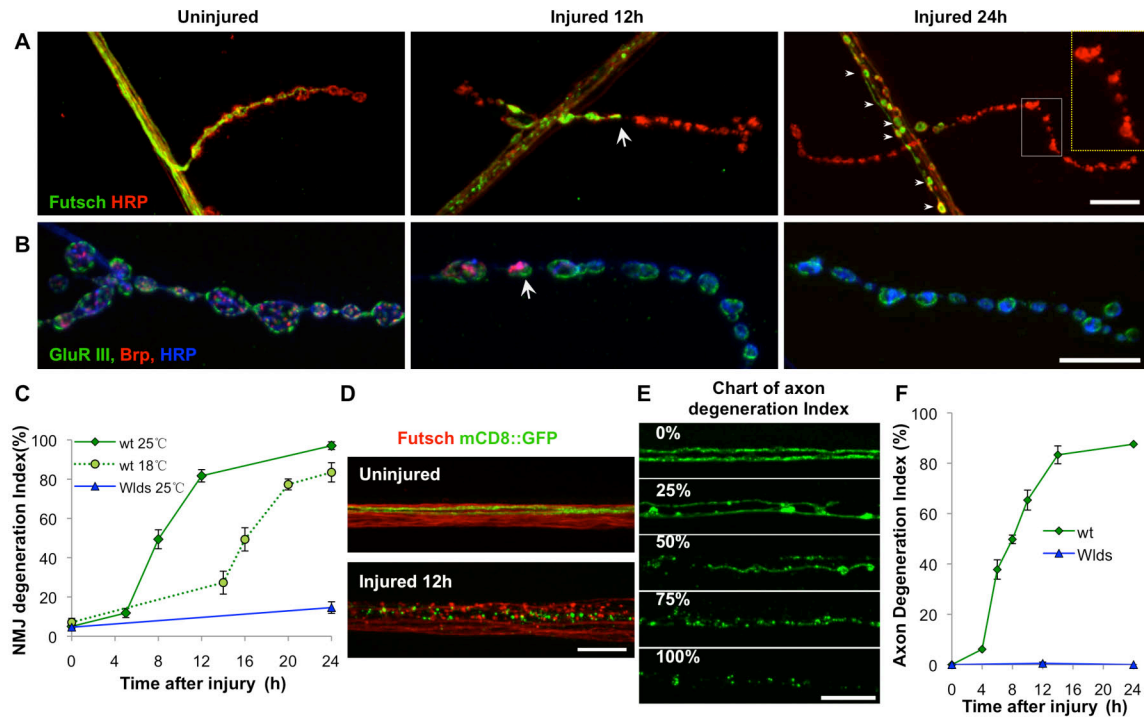 Uninjured
Injured 12h
Injured 24h
A
Futsch HRP
B
GluR III, Brp, HRP
C
NMJ degeneration Index(%)
100
80
60
40
20
0
wt 25℃
wt 18℃
Wlds 25℃
0 4 8 12 16 20 24
Time after injury (h)
D
Futsch mCD8::GFP
Uninjured
Injured 12h
E
Chart of axon
degeneration Index
0%
25%
50%
75%
100%
F
Axon Degeneration Index (%)
100
80
60
40
20
0
wt
Wlds
0 4 8 12 16 20 24
Time after injury (h)